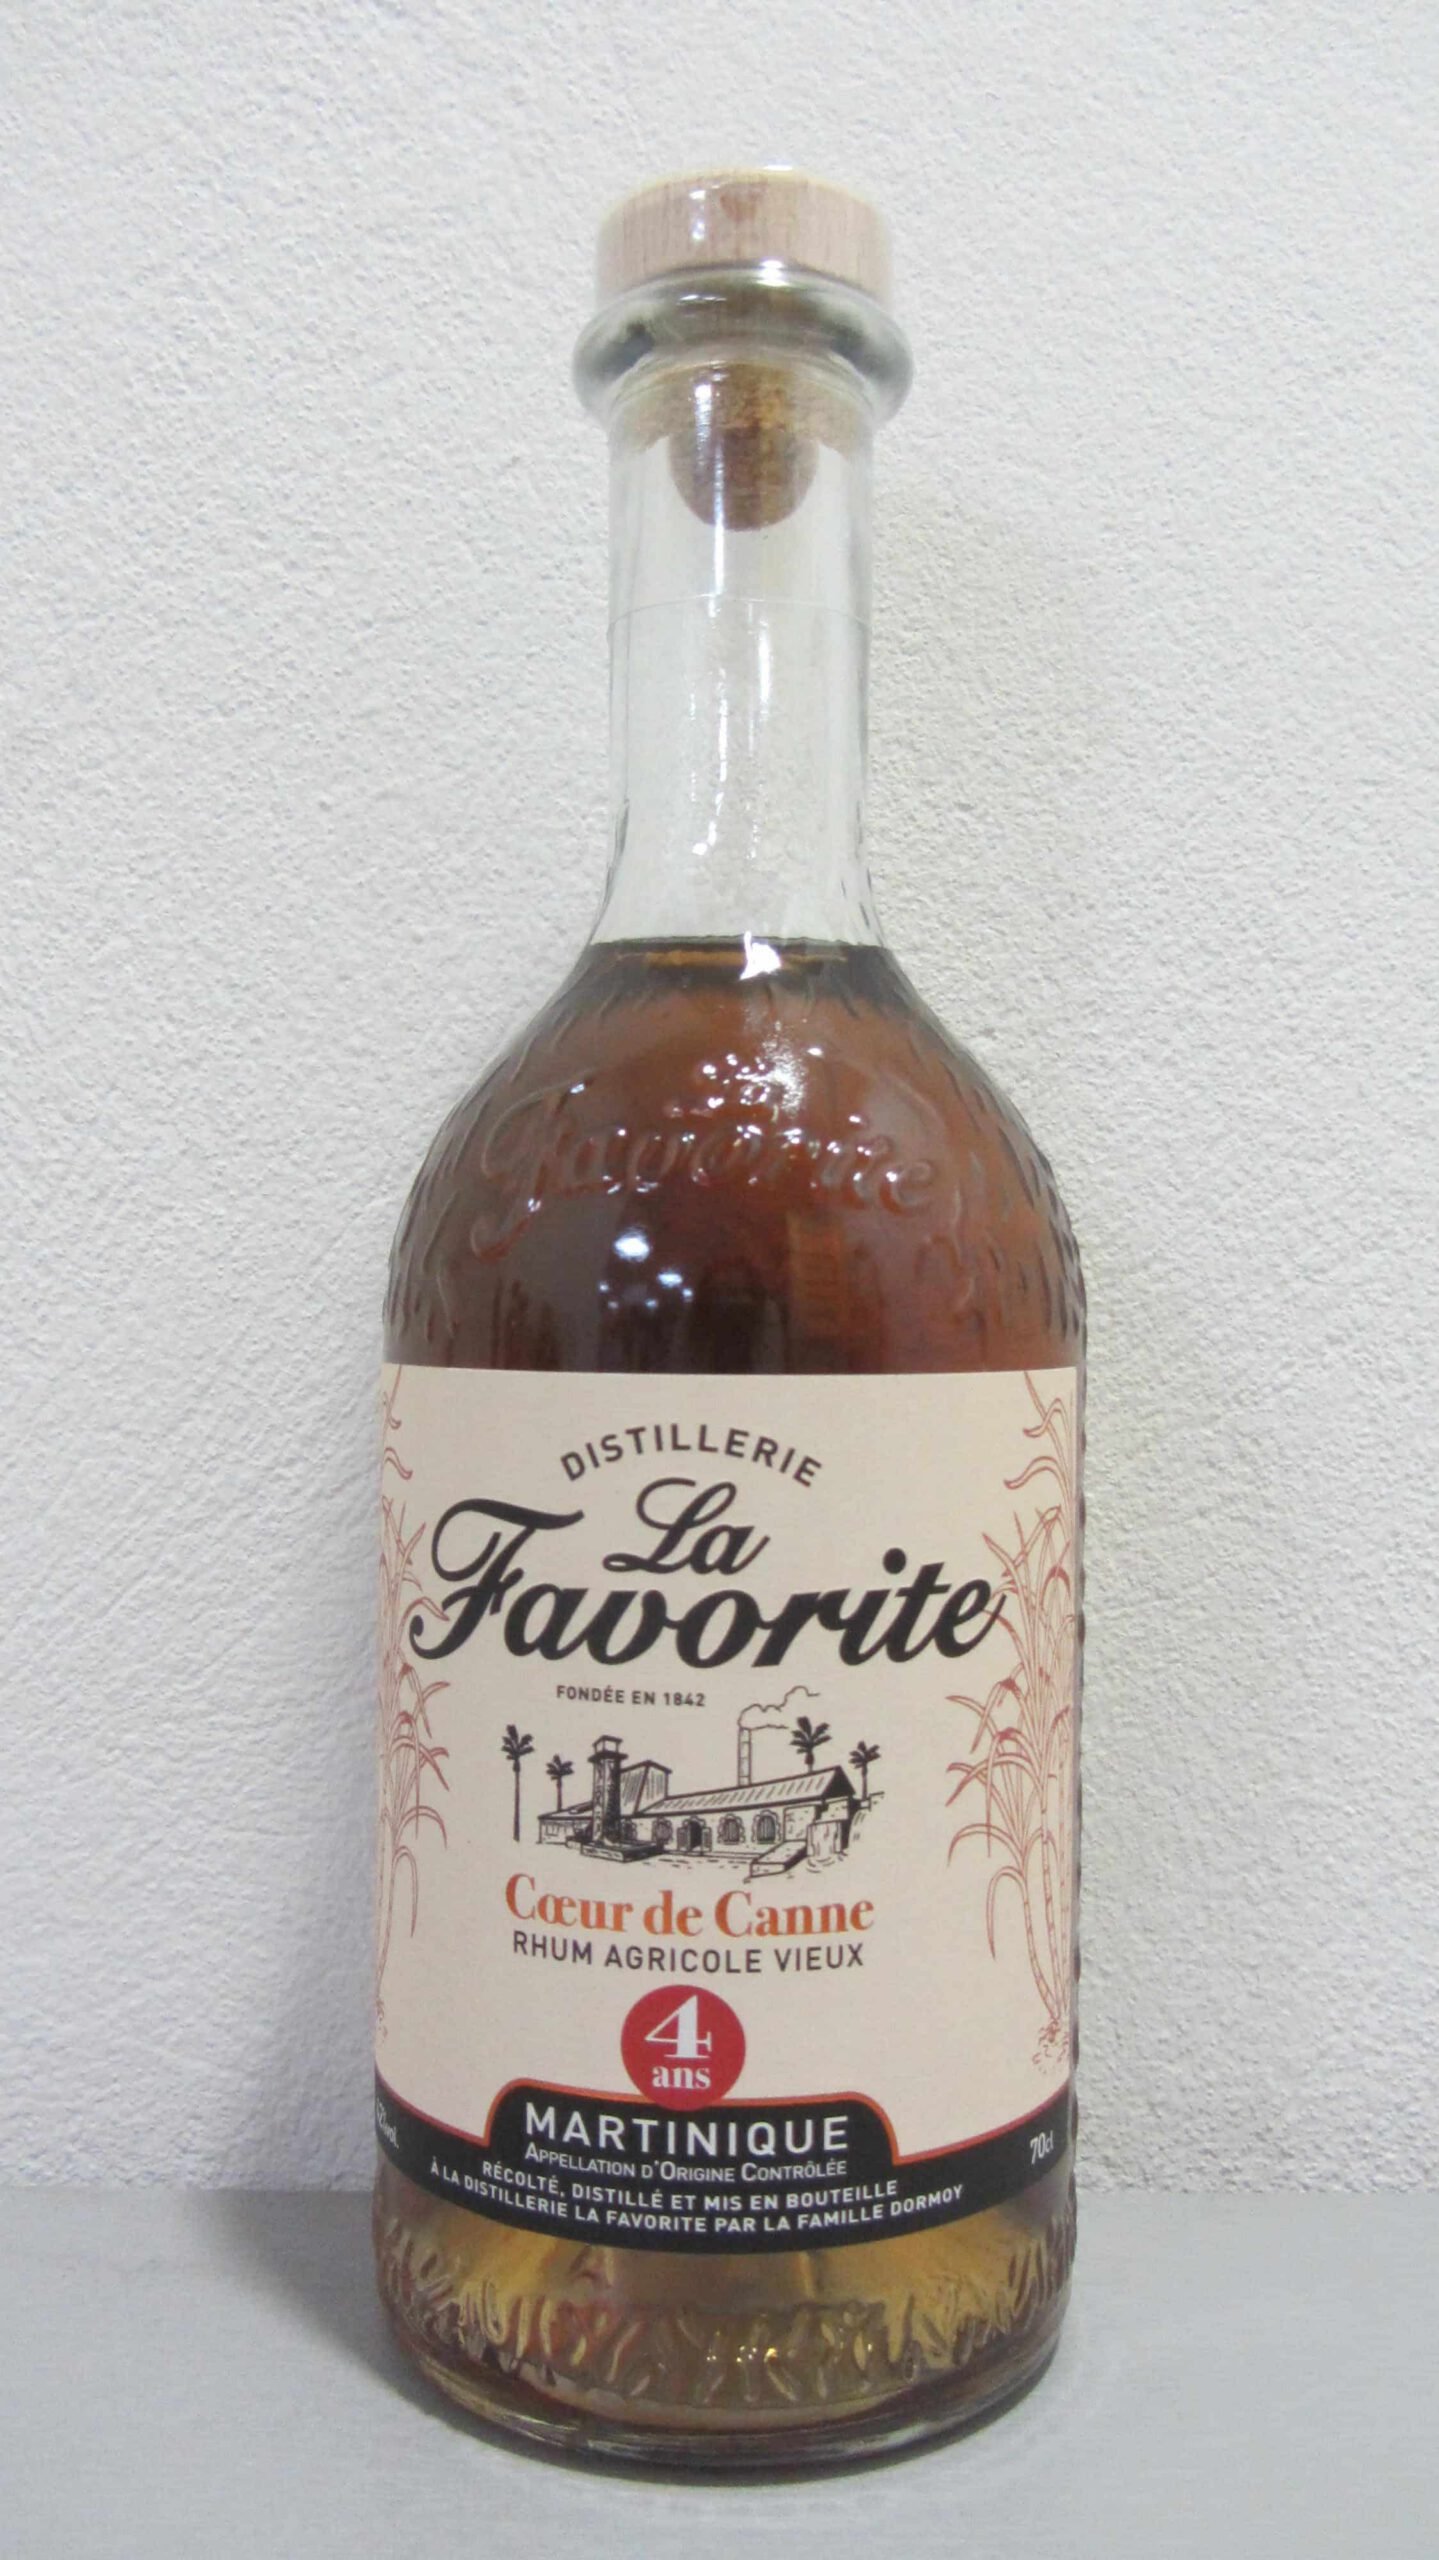 Favorite
DISTILLERIE
La
Favorite
FONDÉE EN 1842
Cœur de Canne
RHUM AGRICOLE VIEUX
4
ans
MARTINIQUE
APPELLATION D'ORIGINE CONTRÔLÉE
70cl
RÉCOLTÉ, DISTILLÉ ET MIS EN BOUTEILLE
À LA DISTILLERIE LA FAVORITE PAR LA FAMILLE DORMOY